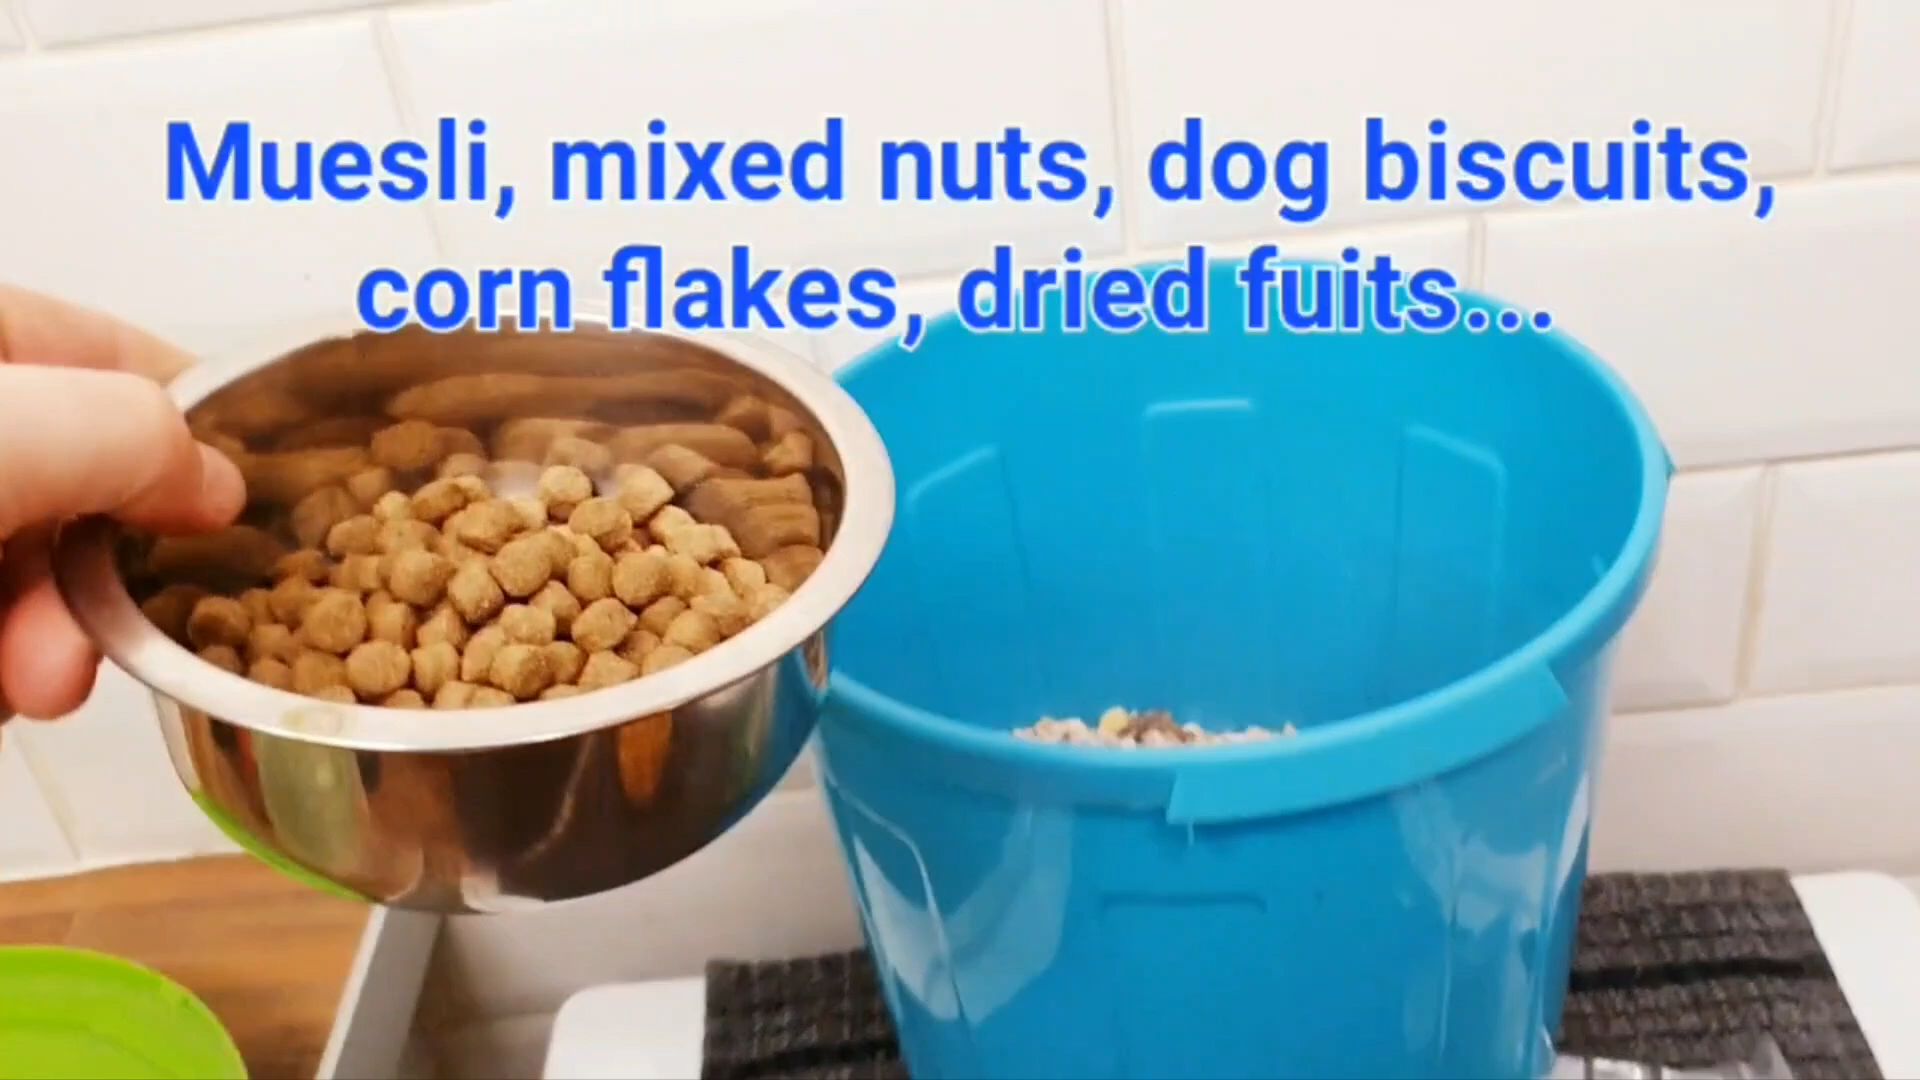 Muesli, mixed nuts, dog biscuits,
corn flakes, dried fuits...